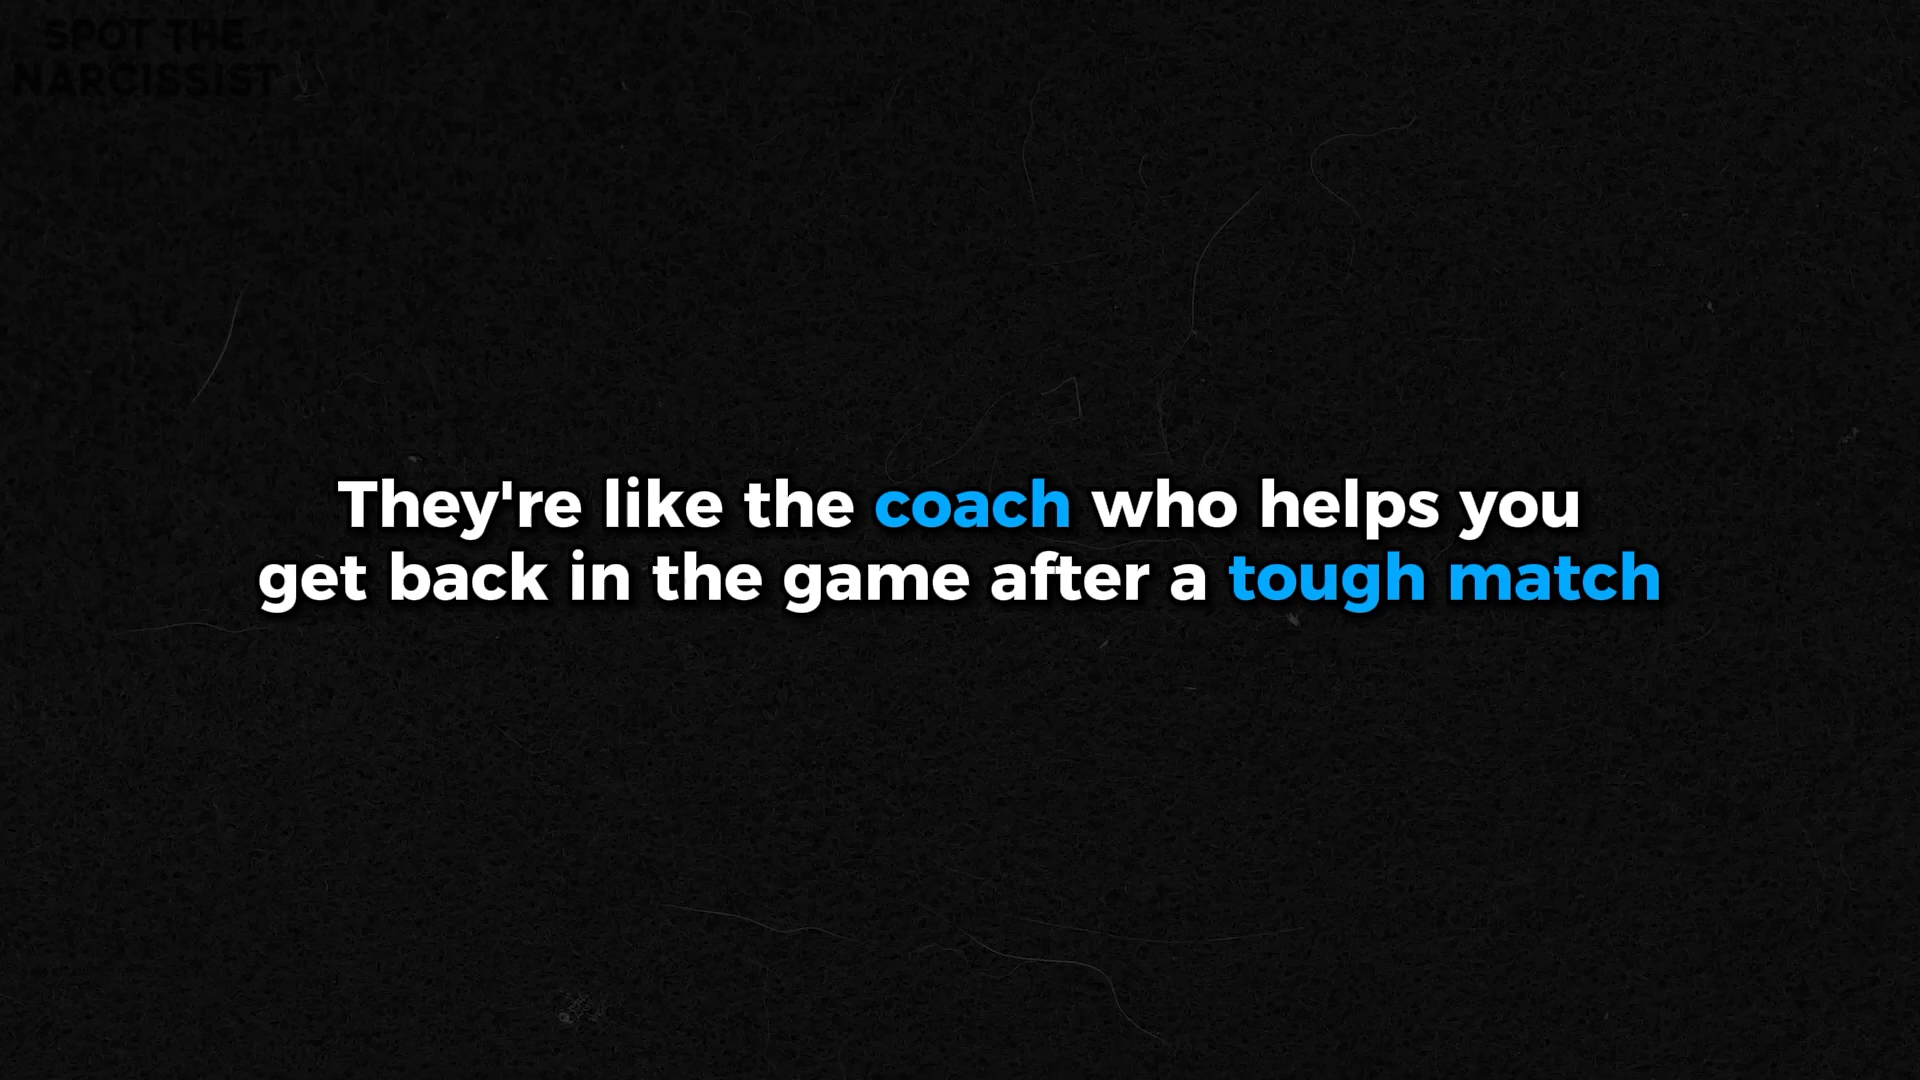 SPOT THE
NARCISSIST
They're like the coach who helps you
get back in the game after a tough match